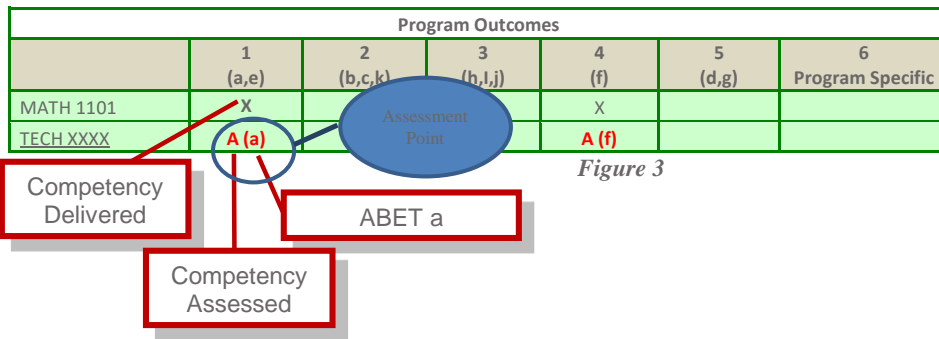 Program Outcomes
1 2 3 4 5 6
(a,e) (b,c,k) (h,I,j) (f) (d,g) Program Specific
MATH 1101 X X
TECH XXXX A (a) A (f)
Assessment
Point
Figure 3
Competency
Delivered
ABET a
Competency
Assessed